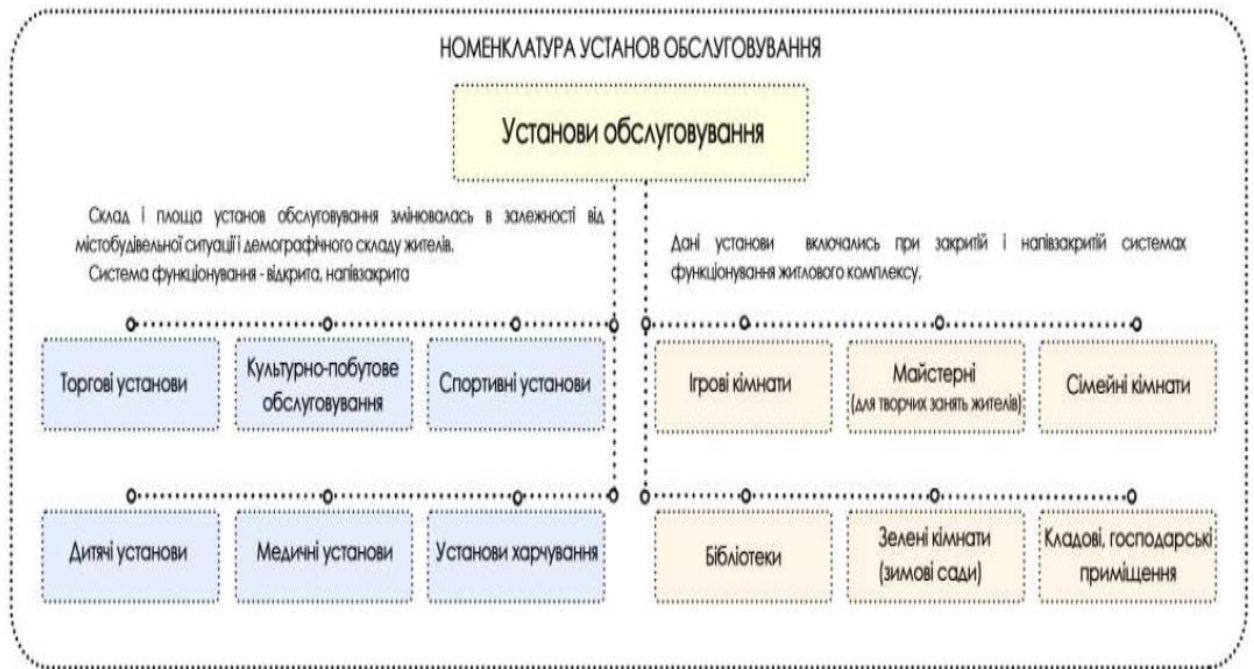 НОМЕНКЛАТУРА УСТАНОВ ОБСЛУГОВУВАННЯ
Установи обслуговування
Склад і площа установ обслуговування змінювалась в залежності від
містобудівельної ситуації і демографічного складу жителів.
Система функціонування - відкрита, напівзакрита
Дані установи включались при закритій і напівзакритій системах
функціонування житлового комплексу.
Торгові установи
Культурно-побутове
обслуговування
Спортивні установи
Ігрові кімнати
Майстерні
(для творчих занять жителів)
Сімейні кімнати
Дитячі установи
Медичні установи
Установи харчування
Бібліотеки
Зелені кімнати
(зимові сади)
Кладові, господарські
приміщення